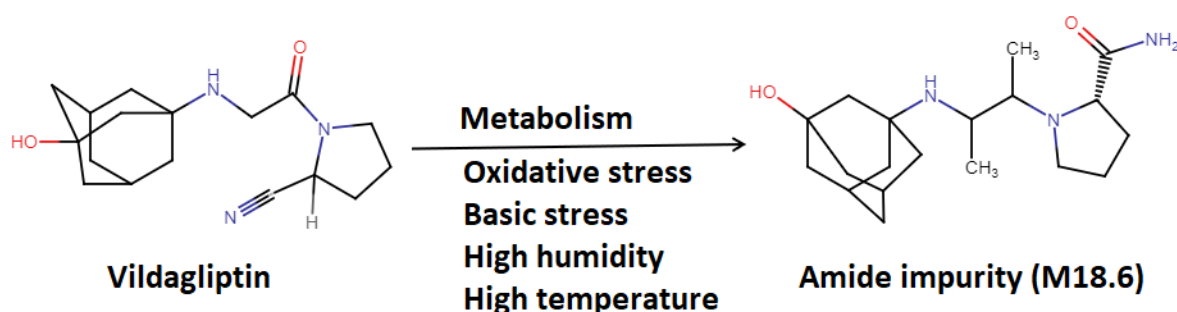 H
N
O
HO
N
N
H
Vildagliptin
Metabolism
Oxidative stress
Basic stress
High humidity
High temperature
O
NH₂
CH₃
H
N
HO
N
CH₃
Amide impurity (M18.6)